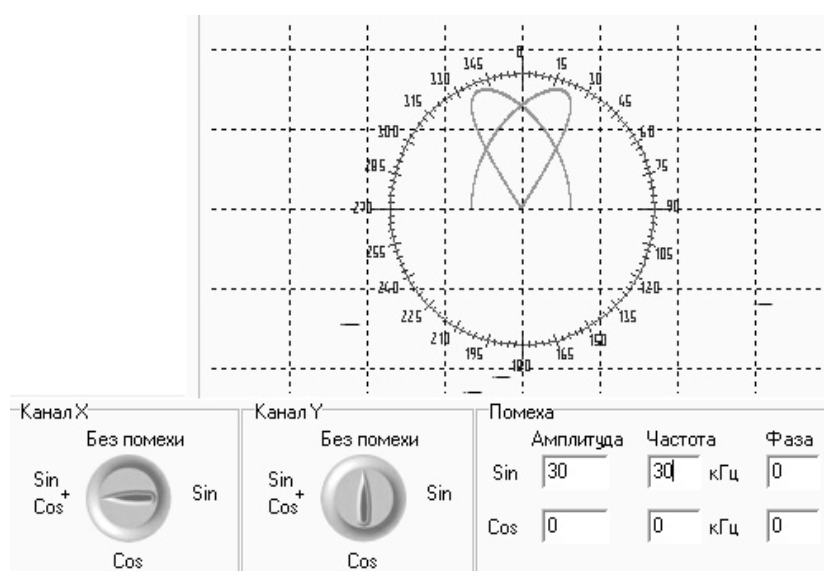 0
345 15
330 30
315 45
300 60
285 75
270 90
255 105
240 120
225 135
210 150
195 165
180
Канал X
Без помехи
Sin + Cos
Sin
Cos
Канал Y
Без помехи
Sin + Cos
Sin
Cos
Помеха
Амплитуда Частота Фаза
Sin 30 30 кГц 0
Cos 0 0 кГц 0